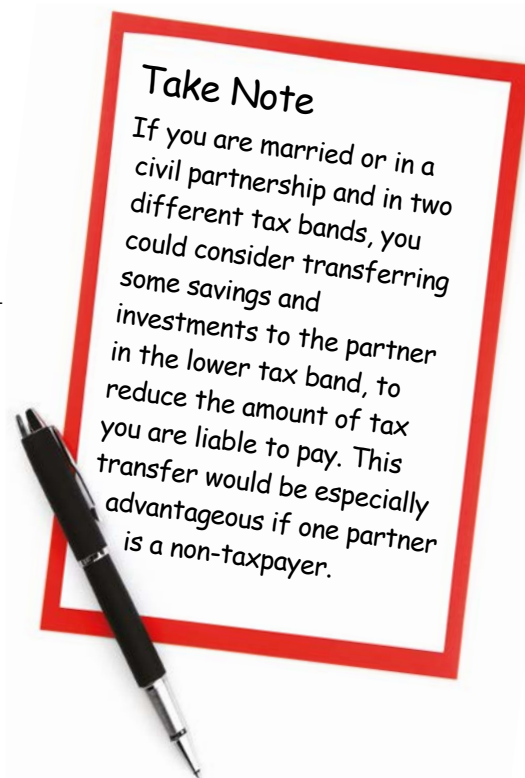 Take Note
If you are married or in a
civil partnership and in two
different tax bands, you
could consider transferring
some savings and
investments to the partner
in the lower tax band, to
reduce the amount of tax
you are liable to pay. This
transfer would be especially
advantageous if one partner
is a non-taxpayer.